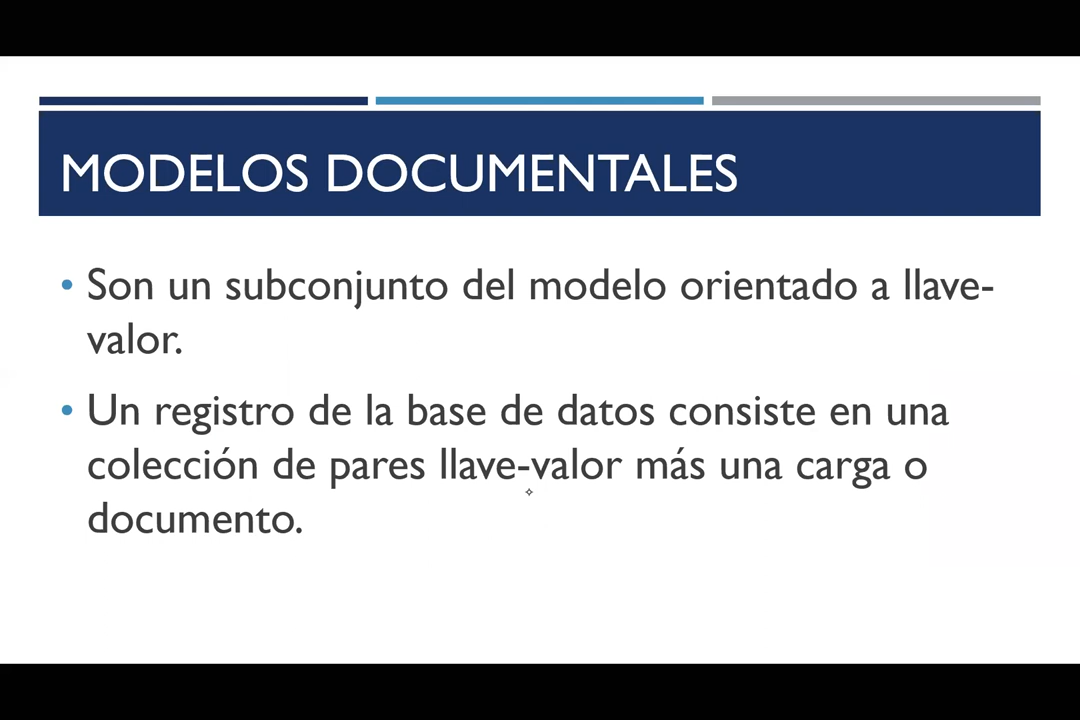 MODELOS DOCUMENTALES
• Son un subconjunto del modelo orientado a llave-
valor.
• Un registro de la base de datos consiste en una
colección de pares llave-valor más una carga o
documento.